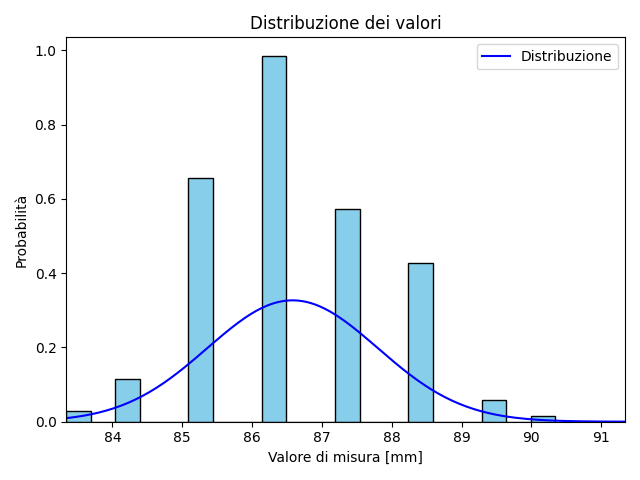 Distribuzione dei valori
Distribuzione
1.0
0.8
0.6
0.4
0.2
0.0
Probabilità
84 85 86 87 88 89 90 91
Valore di misura [mm]